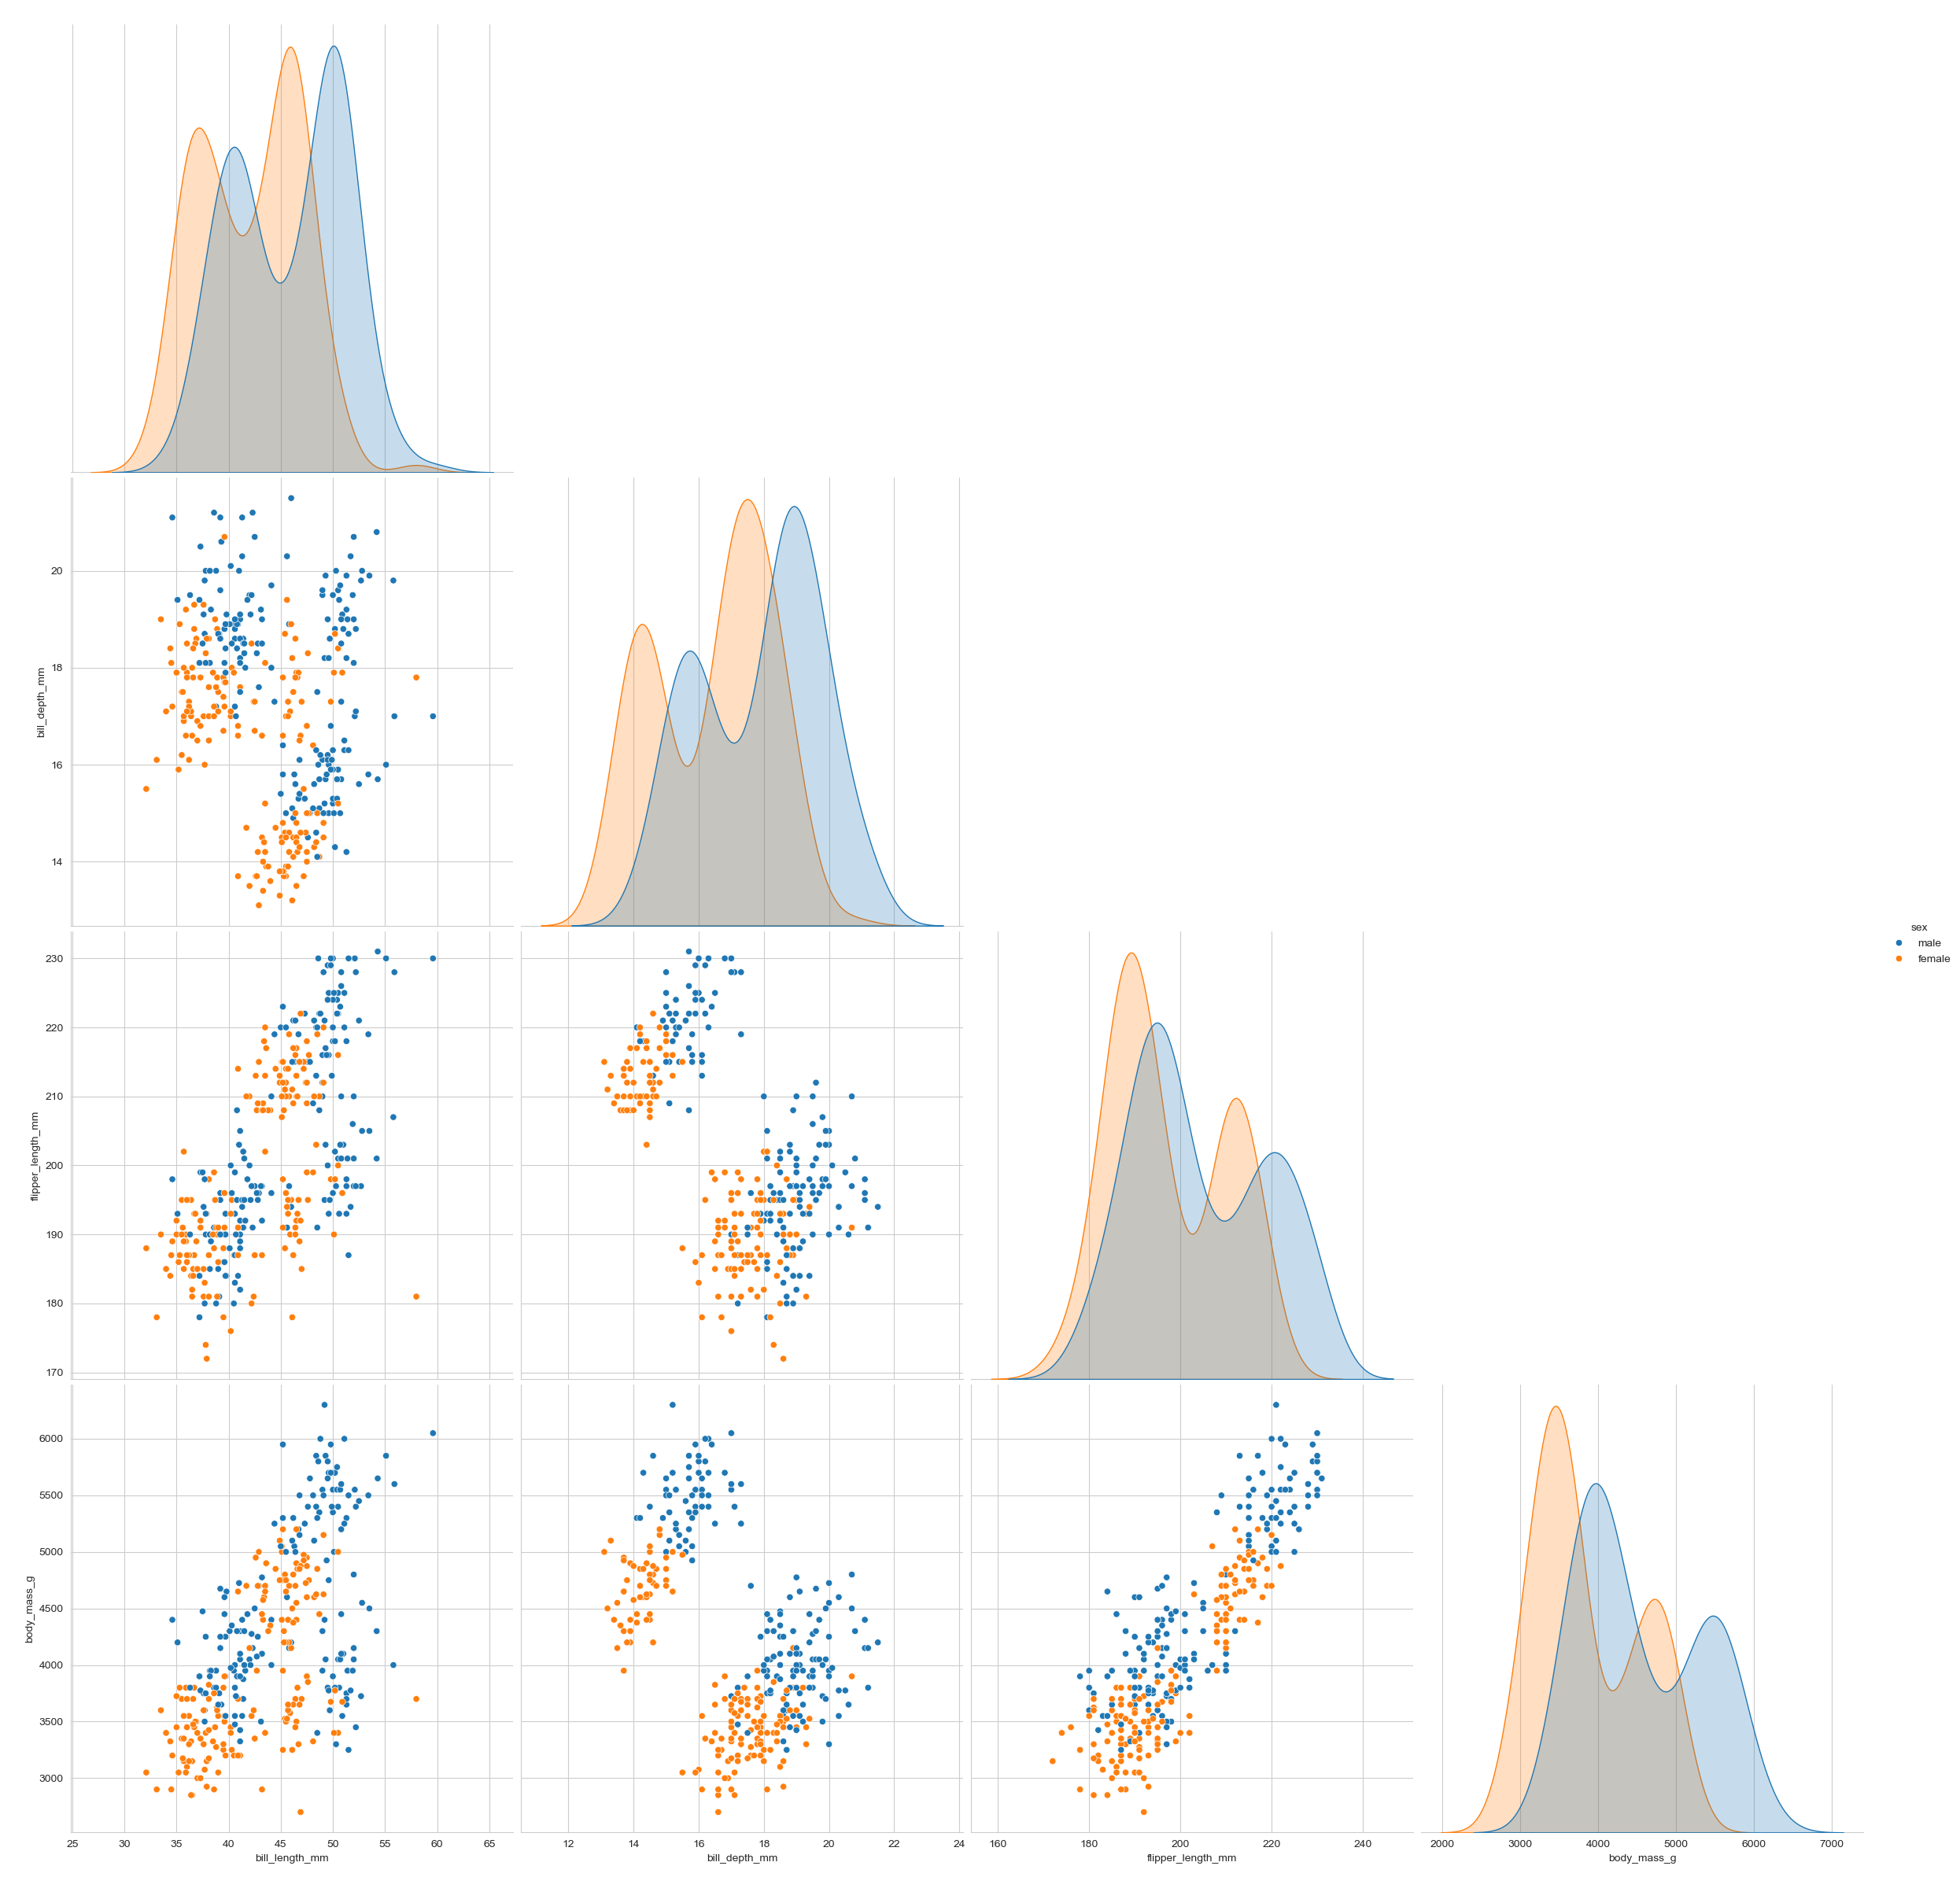 bill_depth_mm
20
18
16
14
sex
male
female
flipper_length_mm
230
220
210
200
190
180
170
body_mass_g
6000
5500
5000
4500
4000
3500
3000
25 30 35 40 45 50 55 60 65
bill_length_mm
12 14 16 18 20 22 24
bill_depth_mm
160 180 200 220 240
flipper_length_mm
2000 3000 4000 5000 6000 7000
body_mass_g